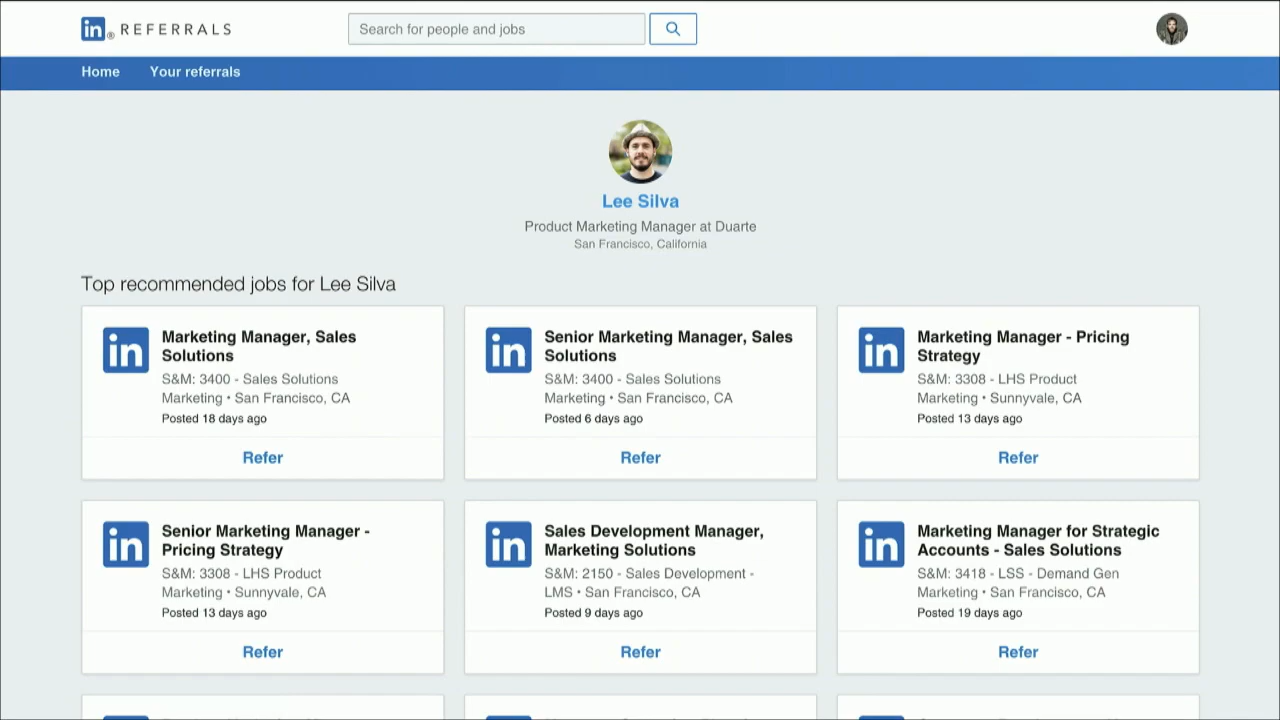 in® REFERRALS
Search for people and jobs
Home
Your referrals
Lee Silva
Product Marketing Manager at Duarte
San Francisco, California
Top recommended jobs for Lee Silva
in
Marketing Manager, Sales
Solutions
S&M: 3400 - Sales Solutions
Marketing • San Francisco, CA
Posted 18 days ago
Refer
in
Senior Marketing Manager, Sales
Solutions
S&M: 3400 - Sales Solutions
Marketing • San Francisco, CA
Posted 6 days ago
Refer
in
Marketing Manager - Pricing
Strategy
S&M: 3308 - LHS Product
Marketing • Sunnyvale, CA
Posted 13 days ago
Refer
in
Senior Marketing Manager -
Pricing Strategy
S&M: 3308 - LHS Product
Marketing • Sunnyvale, CA
Posted 13 days ago
Refer
in
Sales Development Manager,
Marketing Solutions
S&M: 2150 - Sales Development -
LMS • San Francisco, CA
Posted 9 days ago
Refer
in
Marketing Manager for Strategic
Accounts - Sales Solutions
S&M: 3418 - LSS - Demand Gen
Marketing • San Francisco, CA
Posted 19 days ago
Refer